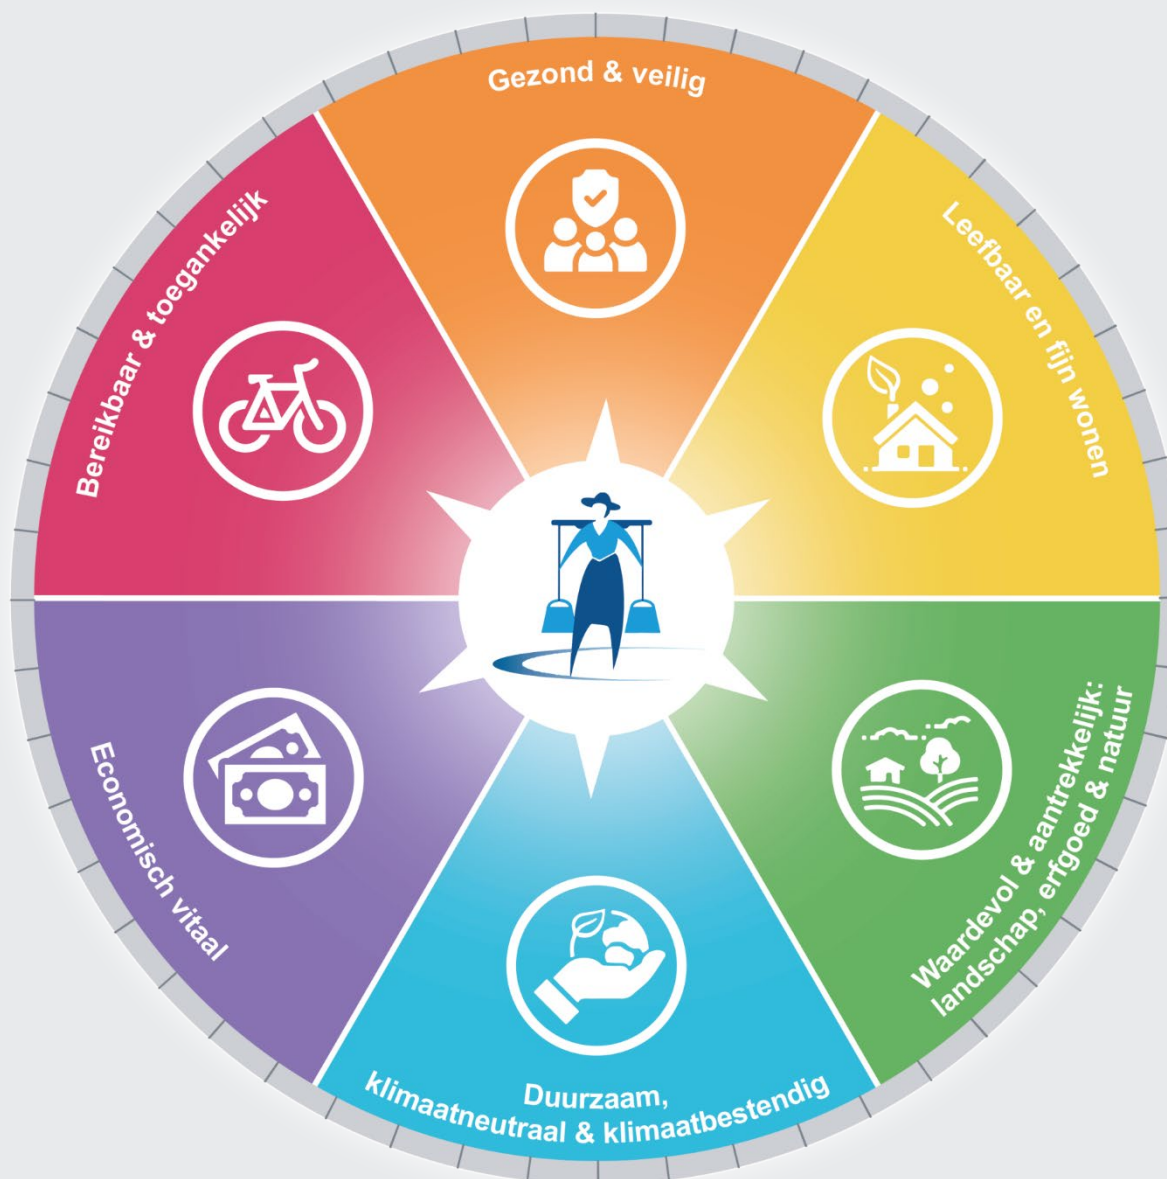 Gezond & veilig
Leefbaar en fijn wonen
Waardevol & aantrekkelijk:
landschap, erfgoed & natuur
Duurzaam,
klimaatneutraal & klimaatbestendig
Economisch vitaal
Bereikbaar & toegankelijk